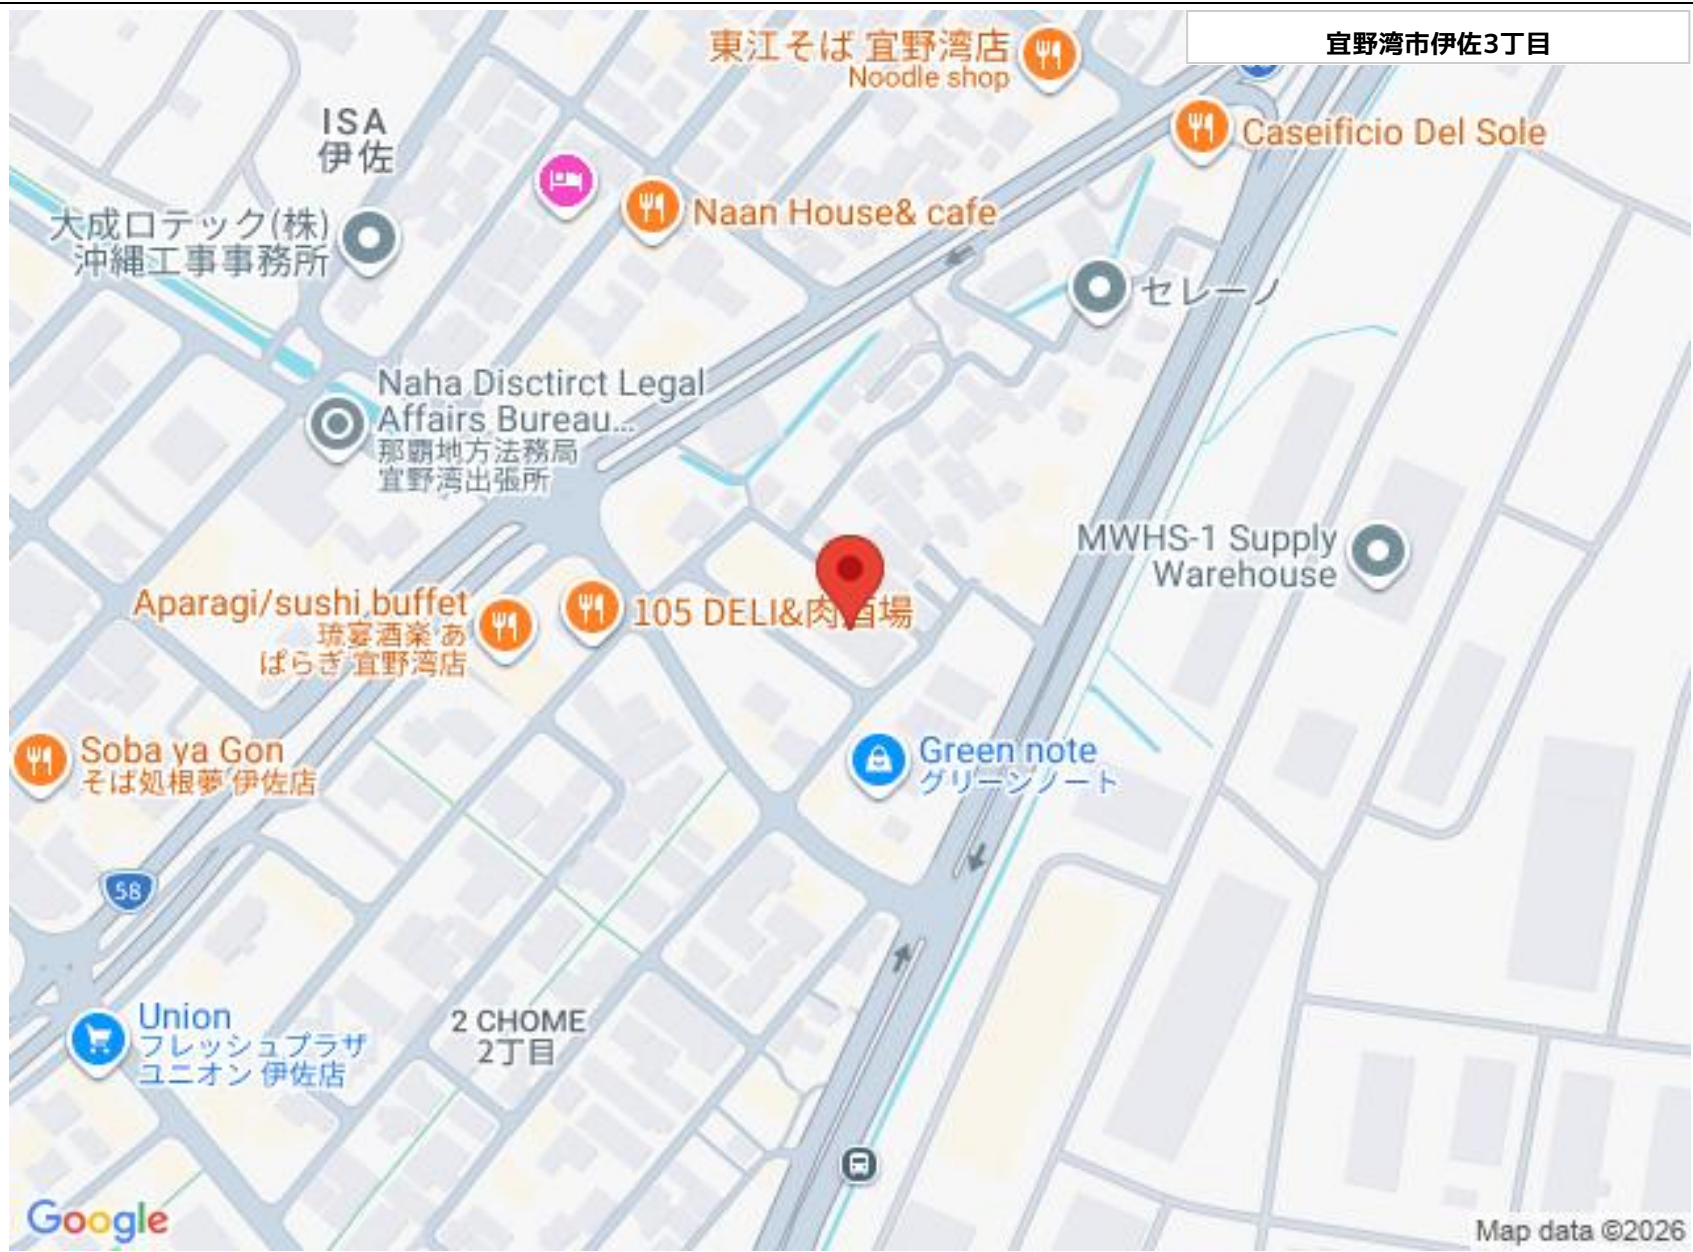 宜野湾市伊佐3丁目
東江そば 宜野湾店
Noodle shop
Caseificio Del Sole
ISA
伊佐
Naan House& cafe
大成ロテック(株)
沖縄工事事務所
セレーノ
Naha Disctirct Legal
Affairs Bureau...
那覇地方法務局
宜野湾出張所
MWHS-1 Supply
Warehouse
Aparagi/sushi buffet
琉宴酒楽 あ
ぱらぎ 宜野湾店
105 DELI&肉酒場
Soba ya Gon
そば処根夢 伊佐店
Green note
グリーンノート
58
Union
フレッシュプラザ
ユニオン 伊佐店
2 CHOME
2丁目
Google
Map data ©2026